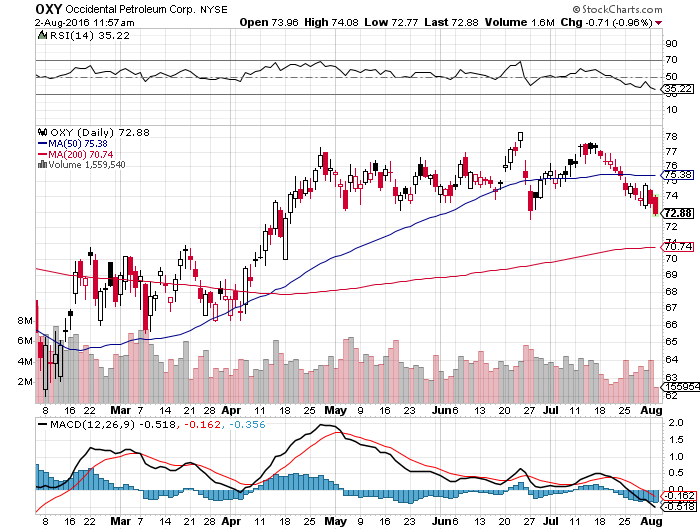 OXY Occidental Petroleum Corp. NYSE © StockCharts.com
2-Aug-2016 11:57am Open 73.96 High 74.08 Low 72.77 Last 72.88 Volume 1.6M Chg -0.71 (-0.96%)
RSI(14) 35.22
90
70
50
35.22
30
10
OXY (Daily) 72.88
MA(50) 75.38
MA(200) 70.74
Volume 1,559,540
78
77
76
75.38
74
72.88
72
70.74
70
69
68
67
66
65
64
63
62
8M
6M
4M
2M
155954
8 16 22 Mar 7 14 21 28 Apr 11 18 25 May 9 16 23 Jun 6 13 20 27 Jul 11 18 25 Aug
MACD(12,26,9) -0.518, -0.162, -0.356
2.0
1.5
1.0
0.5
0.0
-0.162
-0.518
8 16 22 Mar 7 14 21 28 Apr 11 18 25 May 9 16 23 Jun 6 13 20 27 Jul 11 18 25 Aug